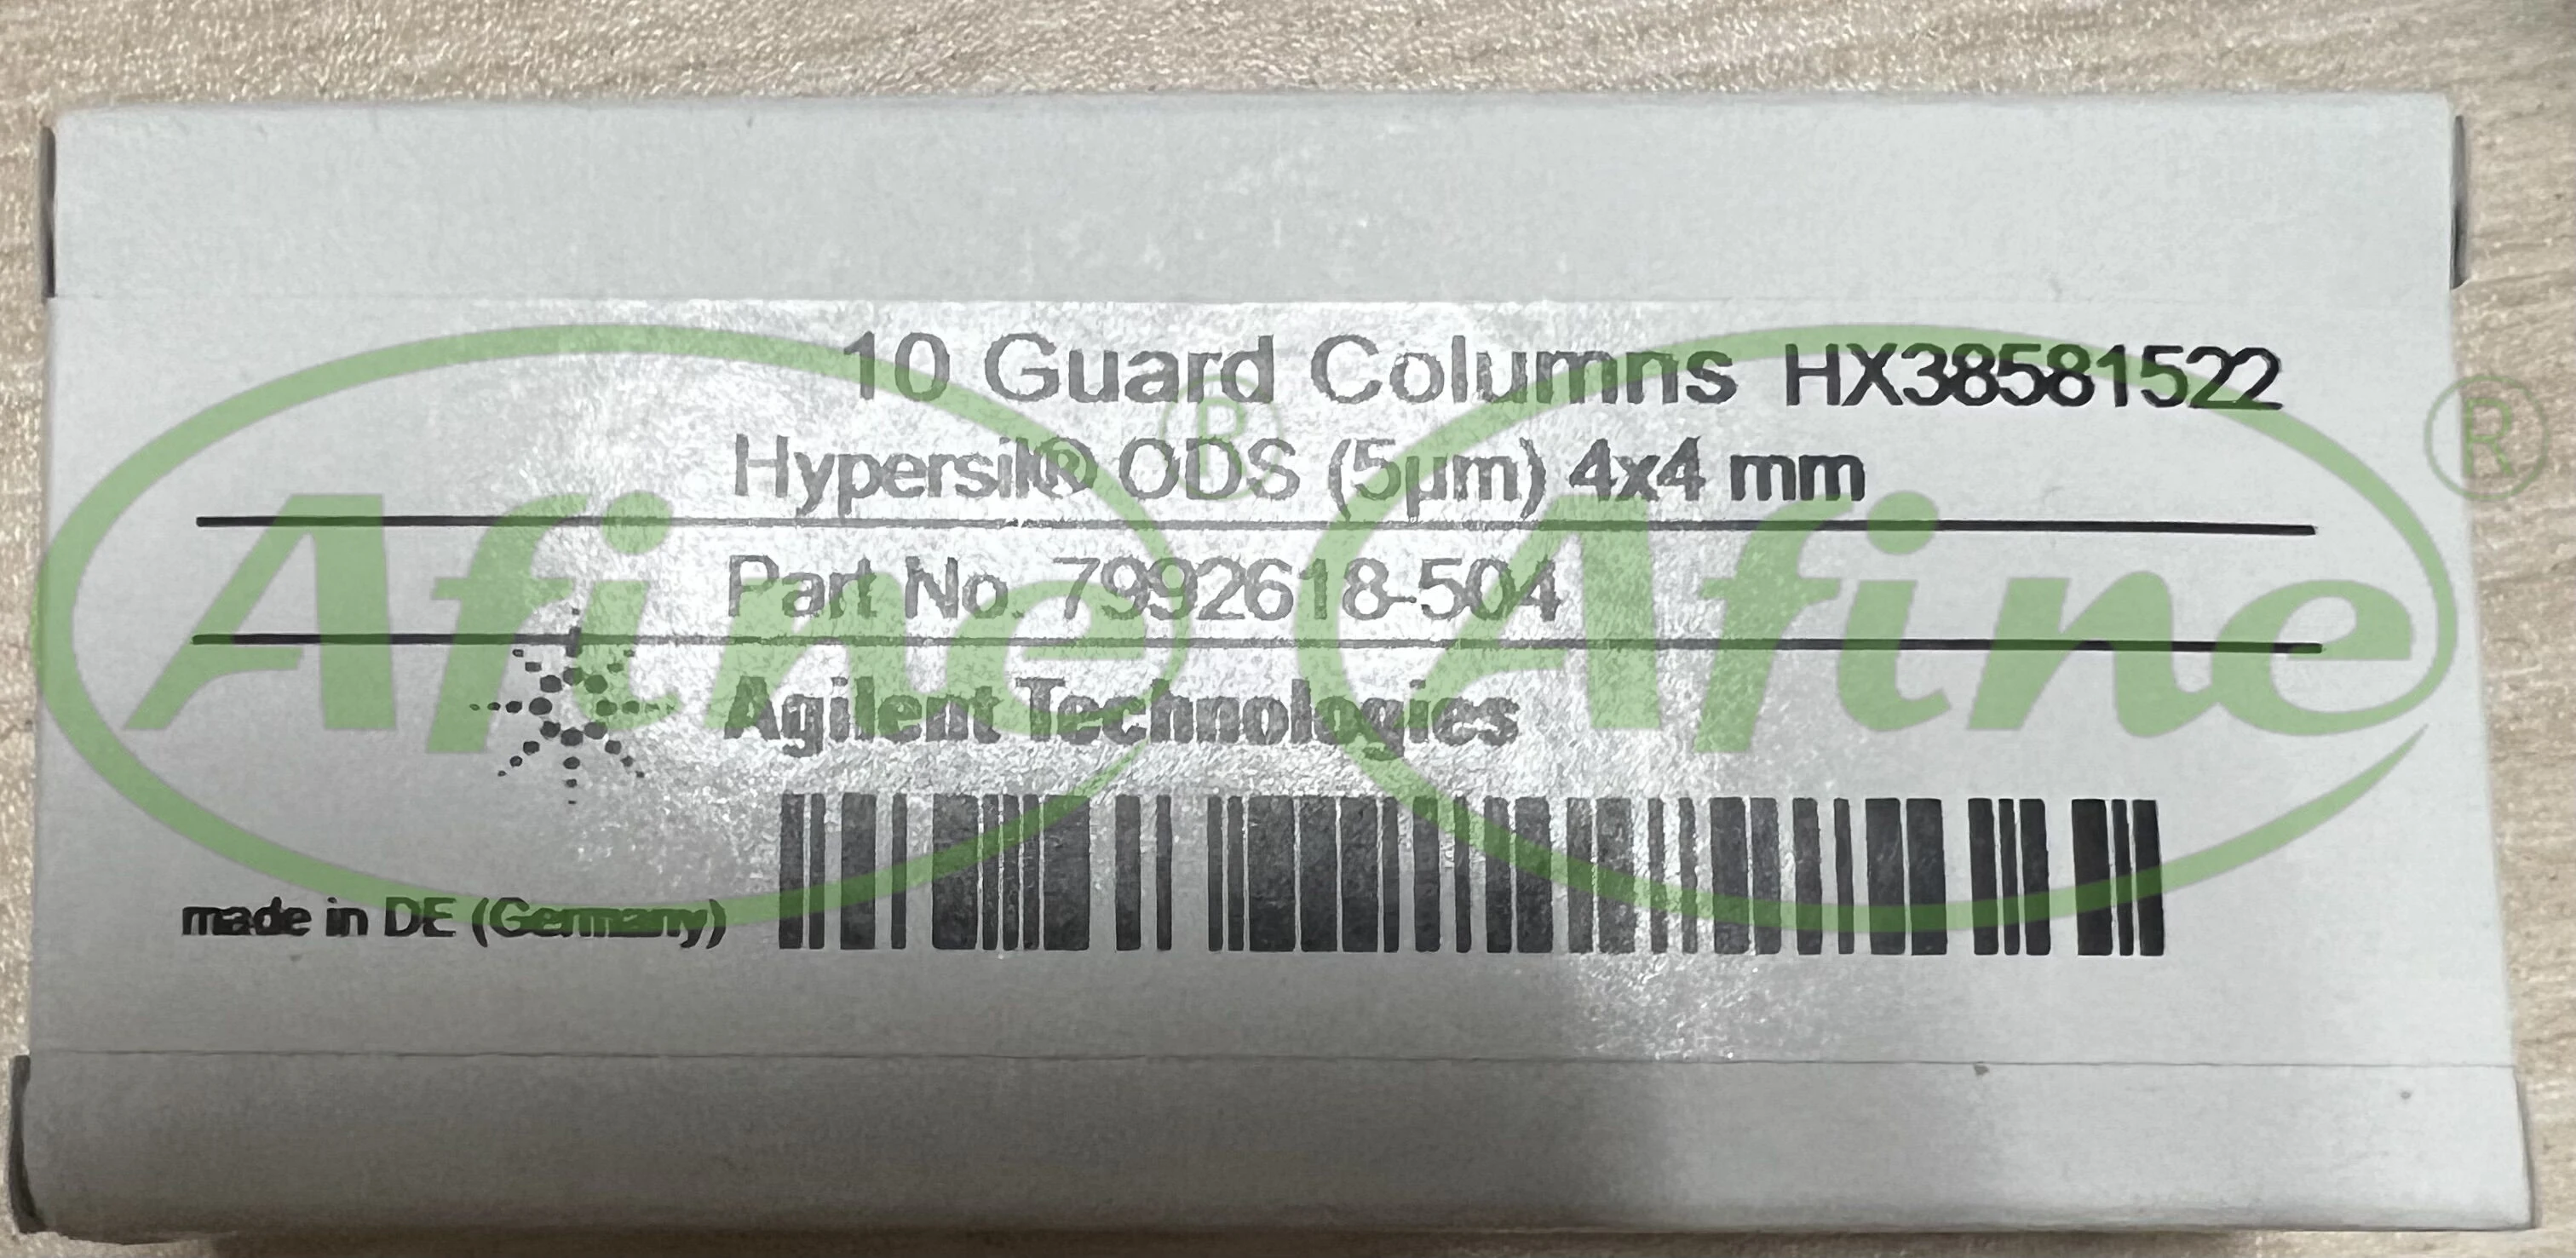 10 Guard Columns HX38581522
Hypersil® ODS (5µm) 4x4 mm
Part No. 7992618-504
Agilent Technologies
made in DE (Germany)
Afine®
Afine®